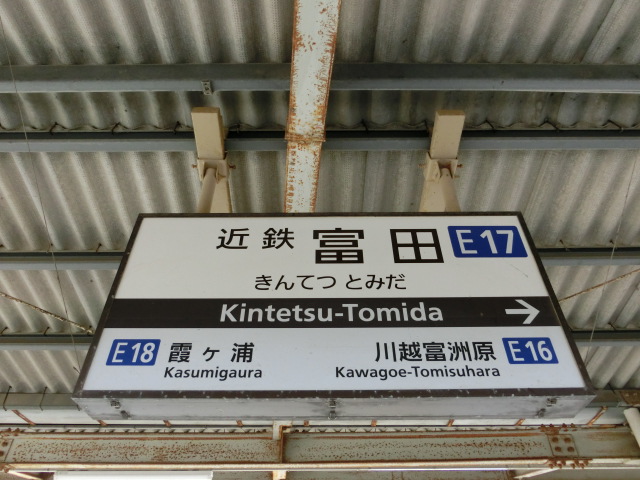 近鉄 富田 E17
きんてつ とみだ
Kintetsu-Tomida →
E18 霞ヶ浦 川越富洲原 E16
Kasumigaura Kawagoe-Tomisuhara